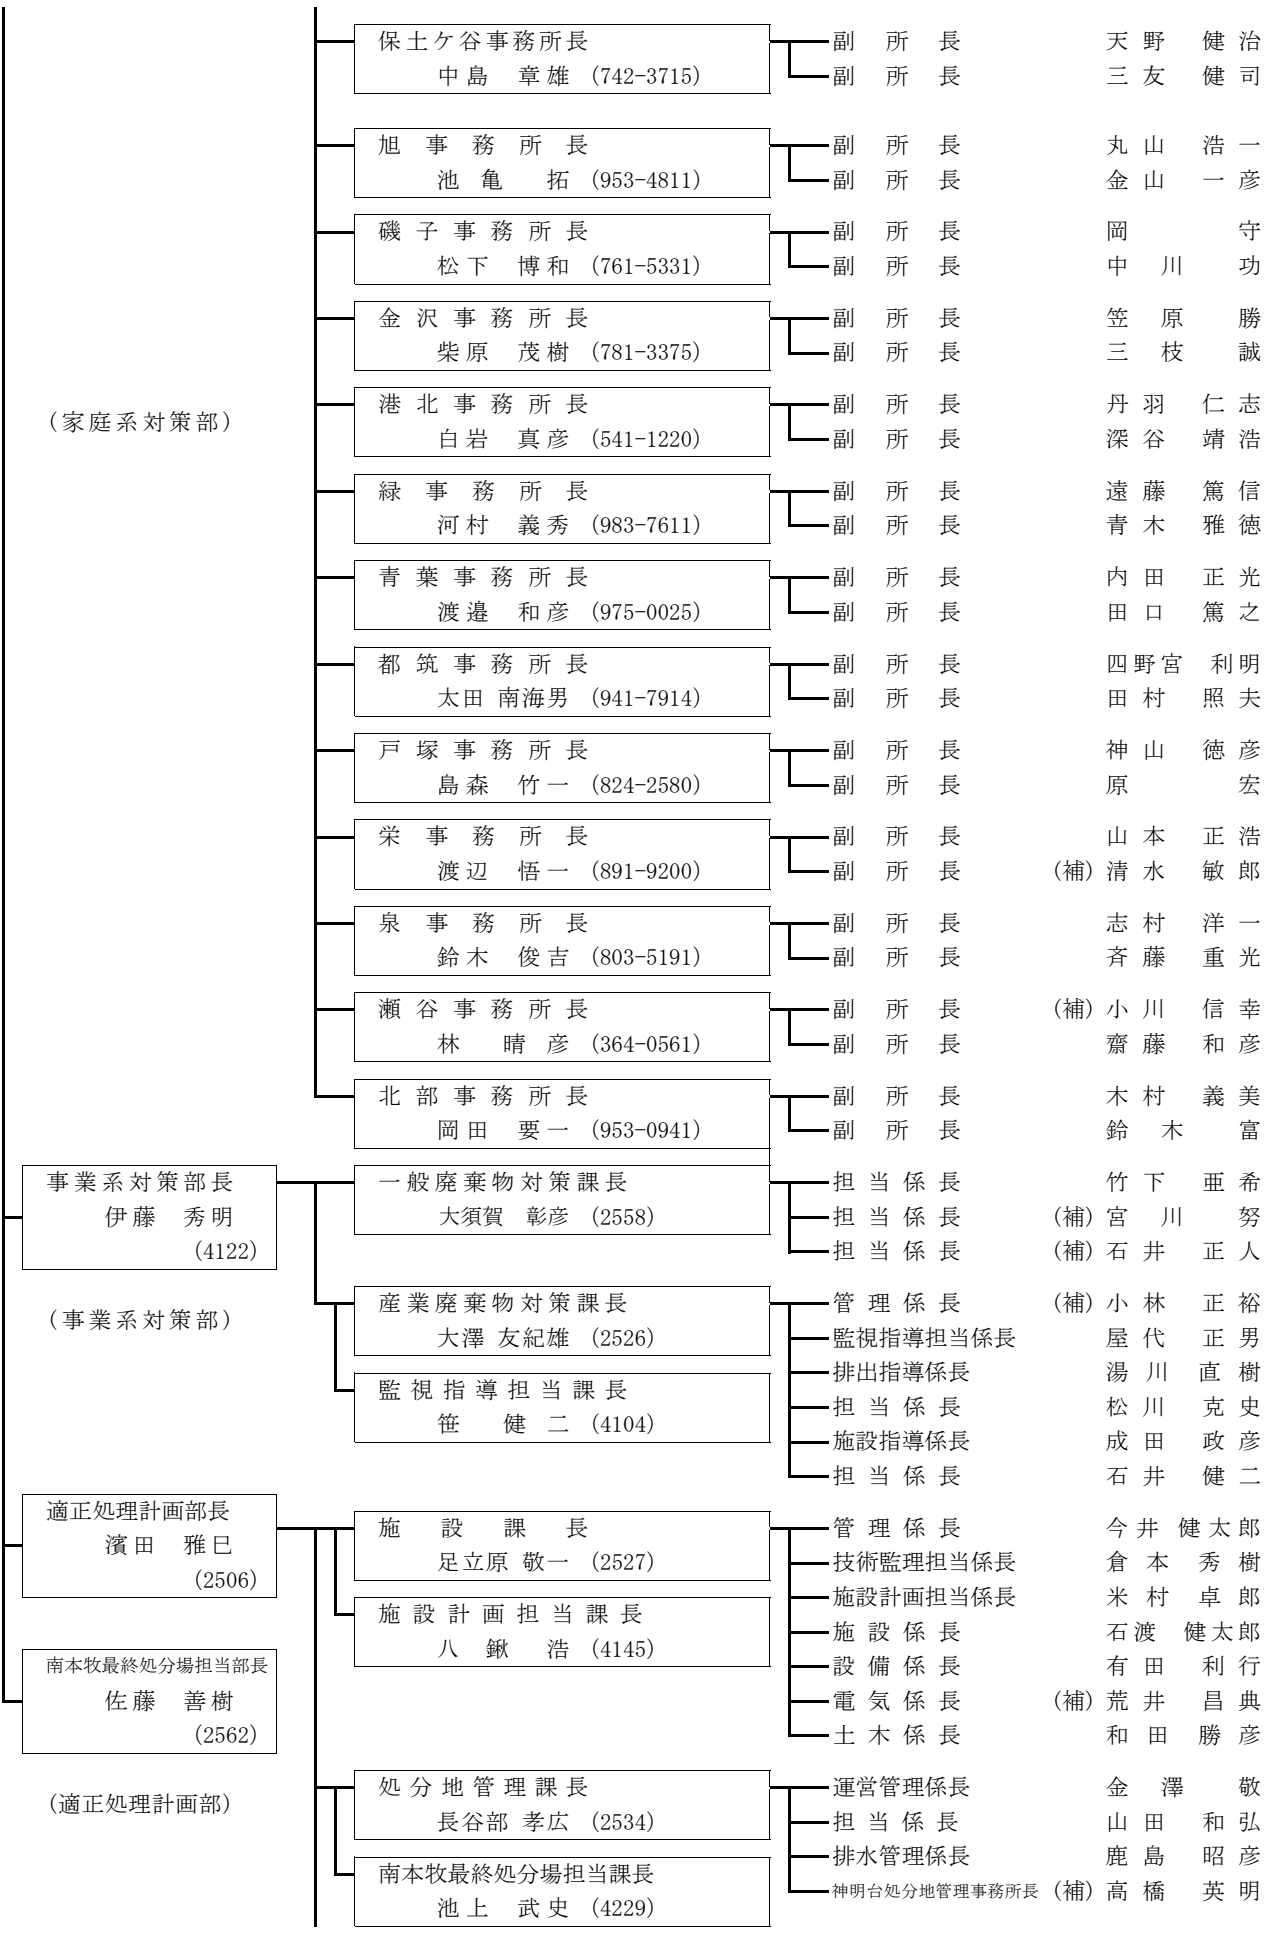 保土ケ谷事務所長 副所長 天野 健治
中島 章雄 (742-3715) 副所長 三友 健司
旭事務所長 副所長 丸山 浩一
池亀 拓 (953-4811) 副所長 金山 一彦
磯子事務所長 副所長 岡 守
松下 博和 (761-5331) 副所長 中川 功
金沢事務所長 副所長 笠原 勝
柴原 茂樹 (781-3375) 副所長 三枝 誠
港北事務所長 副所長 丹羽 仁志
(家庭系対策部)
白岩 真彦 (541-1220) 副所長 深谷 靖浩
緑事務所長 副所長 遠藤 篤信
河村 義秀 (983-7611) 副所長 青木 雅徳
青葉事務所長 副所長 内田 正光
渡邉 和彦 (975-0025) 副所長 田口 篤之
都筑事務所長 副所長 四野宮 利明
太田 南海男 (941-7914) 副所長 田村 照夫
戸塚事務所長 副所長 神山 徳彦
島森 竹一 (824-2580) 副所長 原 宏
栄事務所長 副所長 山本 正浩
渡辺 悟一 (891-9200) 副所長 (補) 清水 敏郎
泉事務所長 副所長 志村 洋一
鈴木 俊吉 (803-5191) 副所長 斉藤 重光
瀬谷事務所長 副所長 (補) 小川 信幸
林 晴彦 (364-0561) 副所長 齋藤 和彦
北部事務所長 副所長 木村 義美
岡田 要一 (953-0941) 副所長 鈴木 富
事業系対策部長 一般廃棄物対策課長 担当係長 竹下 亜希
伊藤 秀明 大須賀 彰彦 (2558) 担当係長 (補) 宮川 努
(4122) 担当係長 (補) 石井 正人
産業廃棄物対策課長 管理係長 (補) 小林 正裕
(事業系対策部)
大澤 友紀雄 (2526) 監視指導担当係長 屋代 正男
排出指導係長 湯川 直樹
監視指導担当課長 担当係長 松川 克史
笹 健二 (4104) 施設指導係長 成田 政彦
担当係長 石井 健二
適正処理計画部長 施設課長 管理係長 今井 健太郎
濱田 雅巳 足立原 敬一 (2527) 技術監理担当係長 倉本 秀樹
(2506) 施設計画担当係長 米村 卓郎
施設計画担当課長 施設係長 石渡 健太郎
八鍬 浩 (4145) 設備係長 有田 利行
南本牧最終処分場担当部長
佐藤 善樹 電気係長 (補) 荒井 昌典
(2562) 土木係長 和田 勝彦
処分地管理課長 運営管理係長 金澤 敬
(適正処理計画部)
長谷部 孝広 (2534) 担当係長 山田 和弘
排水管理係長 鹿島 昭彦
南本牧最終処分場担当課長 神明台処分地管理事務所長 (補) 高橋 英明
池上 武史 (4229)